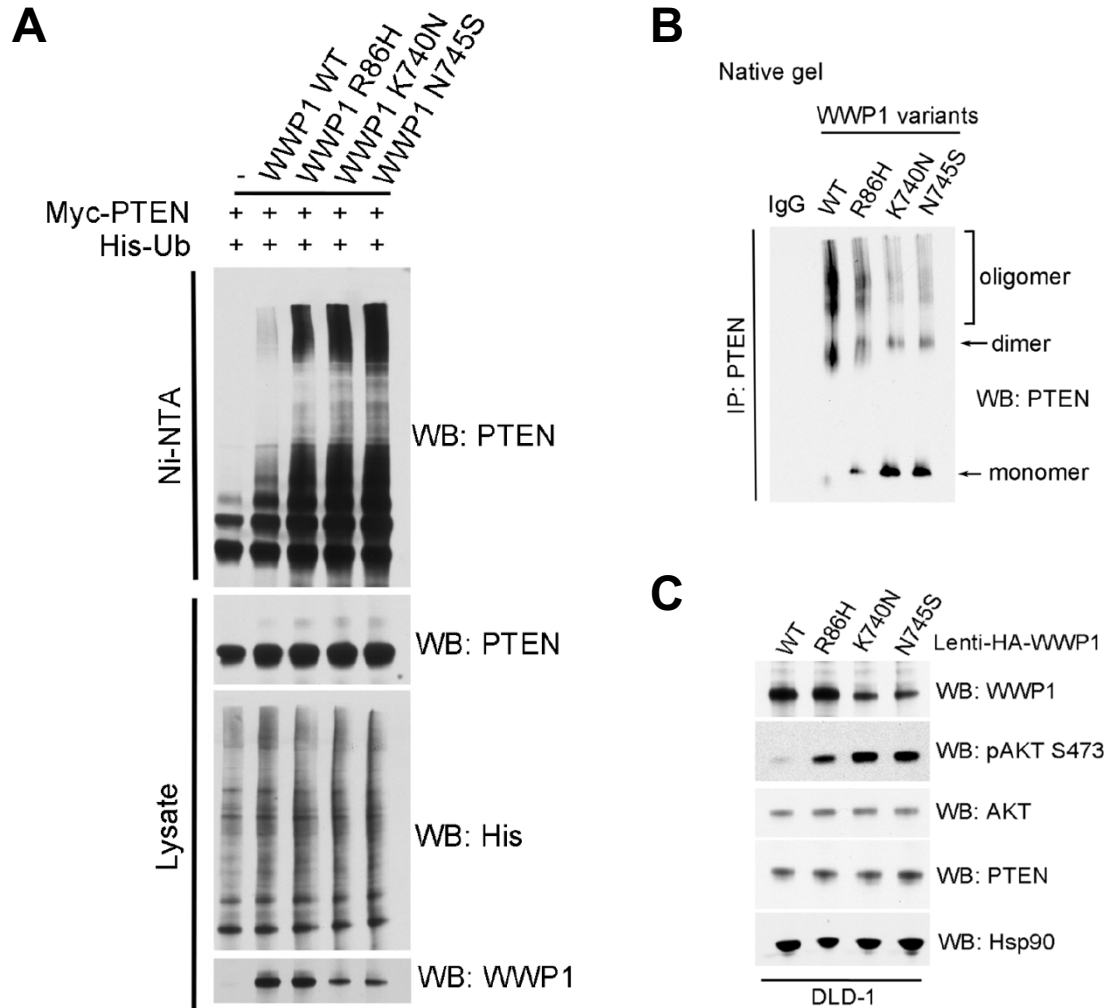 A
-
WWP1 WT
WWP1 R86H
WWP1 K740N
WWP1 N745S
Myc-PTEN + + + + +
His-Ub + + + + +
Ni-NTA
WB: PTEN
Lysate
WB: PTEN
WB: His
WB: WWP1
B
Native gel
WWP1 variants
IgG WT R86H K740N N745S
IP: PTEN
oligomer
dimer
WB: PTEN
monomer
C
WT R86H K740N N745S Lenti-HA-WWP1
WB: WWP1
WB: pAKT S473
WB: AKT
WB: PTEN
WB: Hsp90
DLD-1